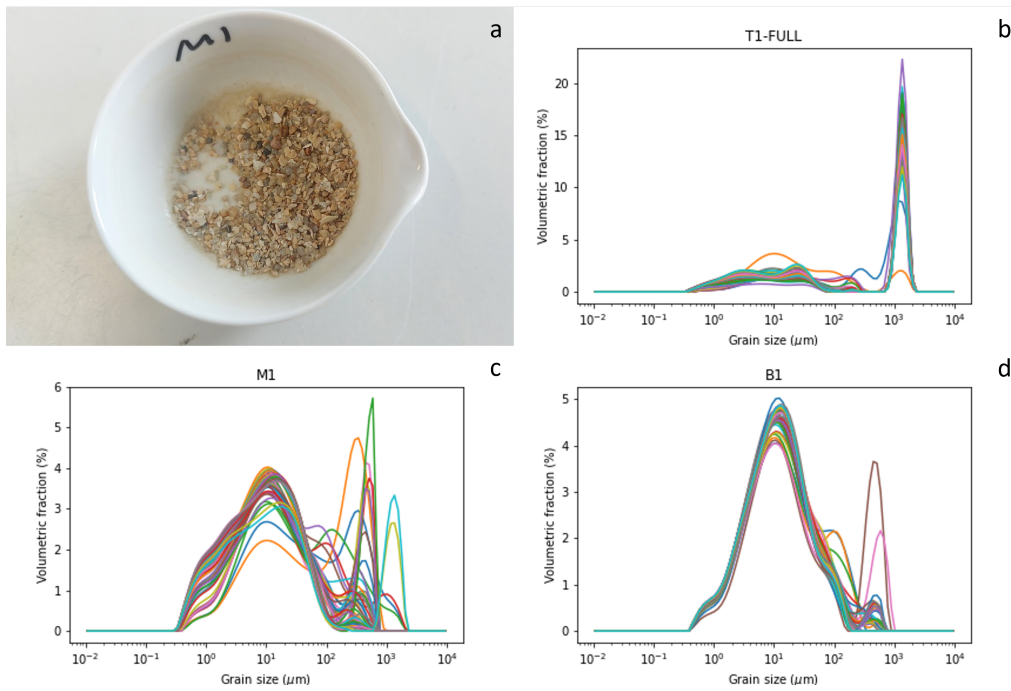 M1
a
b
T1-FULL
Volumetric fraction (%)
20
15
10
5
0
10⁻² 10⁻¹ 10⁰ 10¹ 10² 10³ 10⁴
Grain size (μm)
c
M1
Volumetric fraction (%)
6
5
4
3
2
1
0
10⁻² 10⁻¹ 10⁰ 10¹ 10² 10³ 10⁴
Grain size (μm)
d
B1
Volumetric fraction (%)
5
4
3
2
1
0
10⁻² 10⁻¹ 10⁰ 10¹ 10² 10³ 10⁴
Grain size (μm)